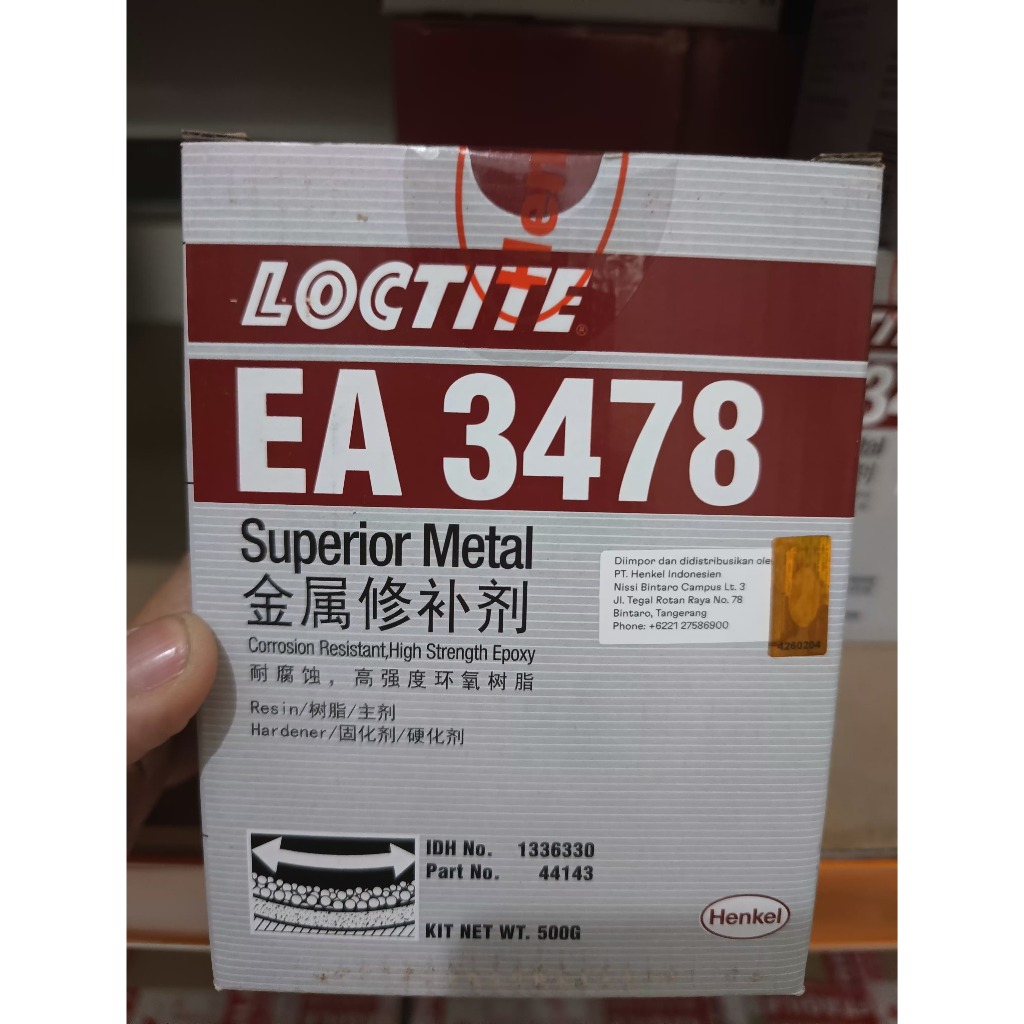 Henkel
LOCTITE®
EA 3478
Superior Metal
金属修补剂
Corrosion Resistant,High Strength Epoxy
耐腐蚀，高强度环氧树脂
Resin/树脂/主剂
Hardener/固化剂/硬化剂
Diimpor dan didistribusikan
PT. Henkel Indonesien
Nissi Bintaro Campus Lt. 3
Jl. Tegal Rotan Raya No. 78
Bintaro, Tangerang
Phone: +6221 27586900
IDH No. 1336330
Part No. 44143
KIT NET WT. 500G
Henkel